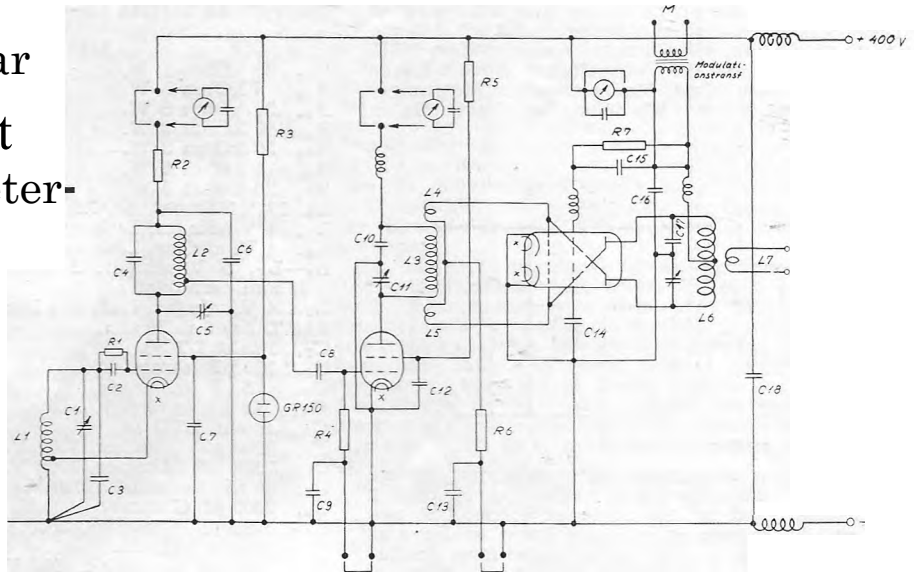 ar
t
eter-
M
+ 400 V
Modulati-
onstransf
R5
R3
R7
R2
C15
L4
C16
C10
C6
L2
C17
C4
L3
x
L7
C11
x
C5
L5
L6
C14
R1
C8
C2
C12
C18
x
x
GR150
C1
L1
R4
R6
C7
C3
C9
C13
-